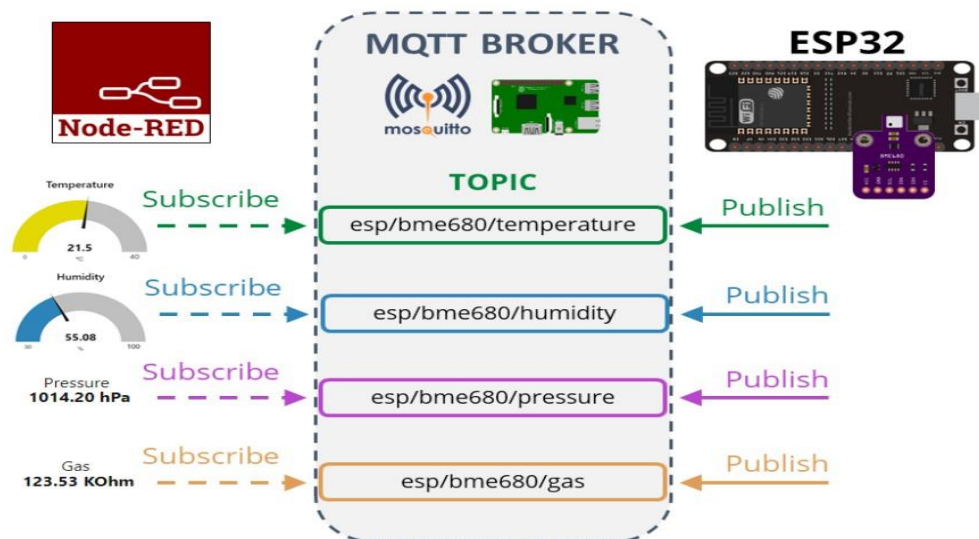 MQTT BROKER
ESP32
Node-RED
mosquitto
WiFi
BME680
TOPIC
Temperature
21.5
°C
0
40
Subscribe
esp/bme680/temperature
Publish
Humidity
55.08
%
30
100
Subscribe
esp/bme680/humidity
Publish
Pressure
1014.20 hPa
Subscribe
esp/bme680/pressure
Publish
Gas
123.53 KOhm
Subscribe
esp/bme680/gas
Publish